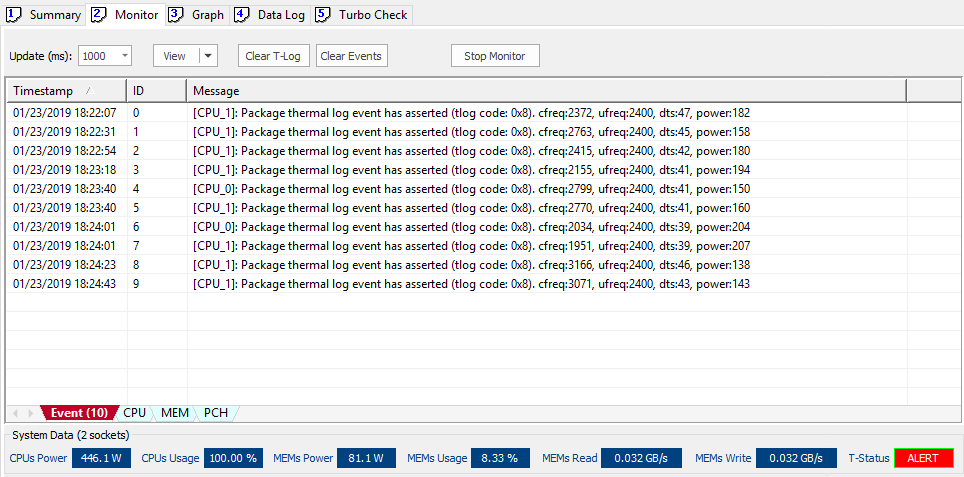 1 Summary 2 Monitor 3 Graph 4 Data Log 5 Turbo Check
Update (ms): 1000 View Clear T-Log Clear Events Stop Monitor
Timestamp ID Message
01/23/2019 18:22:07 0 [CPU_1]: Package thermal log event has asserted (tlog code: 0x8). cfreq:2372, ufreq:2400, dts:47, power:182
01/23/2019 18:22:31 1 [CPU_1]: Package thermal log event has asserted (tlog code: 0x8). cfreq:2763, ufreq:2400, dts:45, power:158
01/23/2019 18:22:54 2 [CPU_1]: Package thermal log event has asserted (tlog code: 0x8). cfreq:2415, ufreq:2400, dts:42, power:180
01/23/2019 18:23:18 3 [CPU_1]: Package thermal log event has asserted (tlog code: 0x8). cfreq:2155, ufreq:2400, dts:41, power:194
01/23/2019 18:23:40 4 [CPU_0]: Package thermal log event has asserted (tlog code: 0x8). cfreq:2799, ufreq:2400, dts:41, power:150
01/23/2019 18:23:40 5 [CPU_1]: Package thermal log event has asserted (tlog code: 0x8). cfreq:2770, ufreq:2400, dts:41, power:160
01/23/2019 18:24:01 6 [CPU_0]: Package thermal log event has asserted (tlog code: 0x8). cfreq:2034, ufreq:2400, dts:39, power:204
01/23/2019 18:24:01 7 [CPU_1]: Package thermal log event has asserted (tlog code: 0x8). cfreq:1951, ufreq:2400, dts:39, power:207
01/23/2019 18:24:23 8 [CPU_1]: Package thermal log event has asserted (tlog code: 0x8). cfreq:3166, ufreq:2400, dts:46, power:138
01/23/2019 18:24:43 9 [CPU_1]: Package thermal log event has asserted (tlog code: 0x8). cfreq:3071, ufreq:2400, dts:43, power:143
Event (10) CPU MEM PCH
System Data (2 sockets)
CPUs Power 446.1 W CPUs Usage 100.00 % MEMs Power 81.1 W MEMs Usage 8.33 % MEMs Read 0.032 GB/s MEMs Write 0.032 GB/s T-Status ALERT